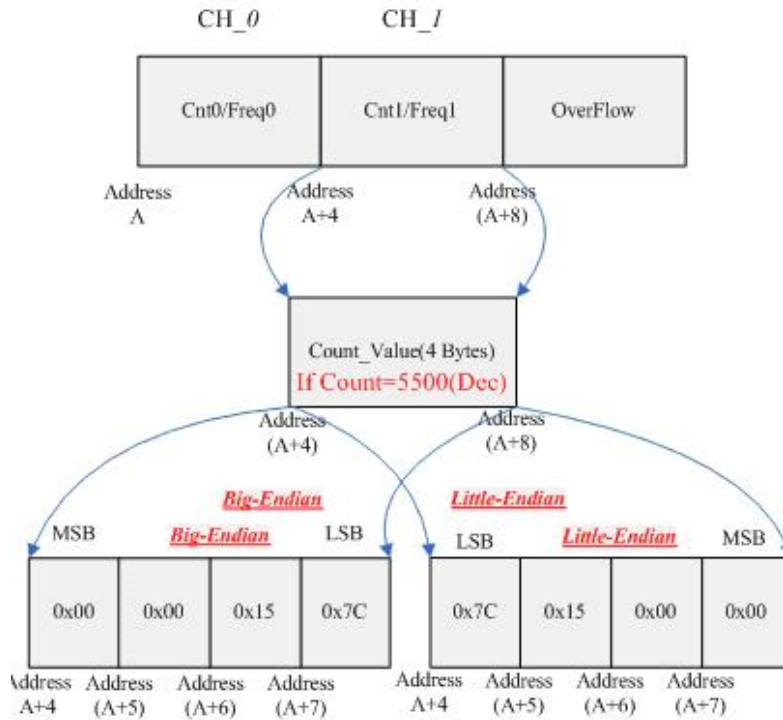 CH_0 CH_1
Cnt0/Freq0 Cnt1/Freq1 OverFlow
Address Address Address
A A+4 (A+8)
Count_Value(4 Bytes)
If Count=5500(Dec)
Address Address
(A+4) (A+8)
Big-Endian Little-Endian
MSB Big-Endian LSB LSB Little-Endian MSB
0x00 0x00 0x15 0x7C 0x7C 0x15 0x00 0x00
Address Address Address Address Address Address Address Address
A+4 (A+5) (A+6) (A+7) A+4 (A+5) (A+6) (A+7)